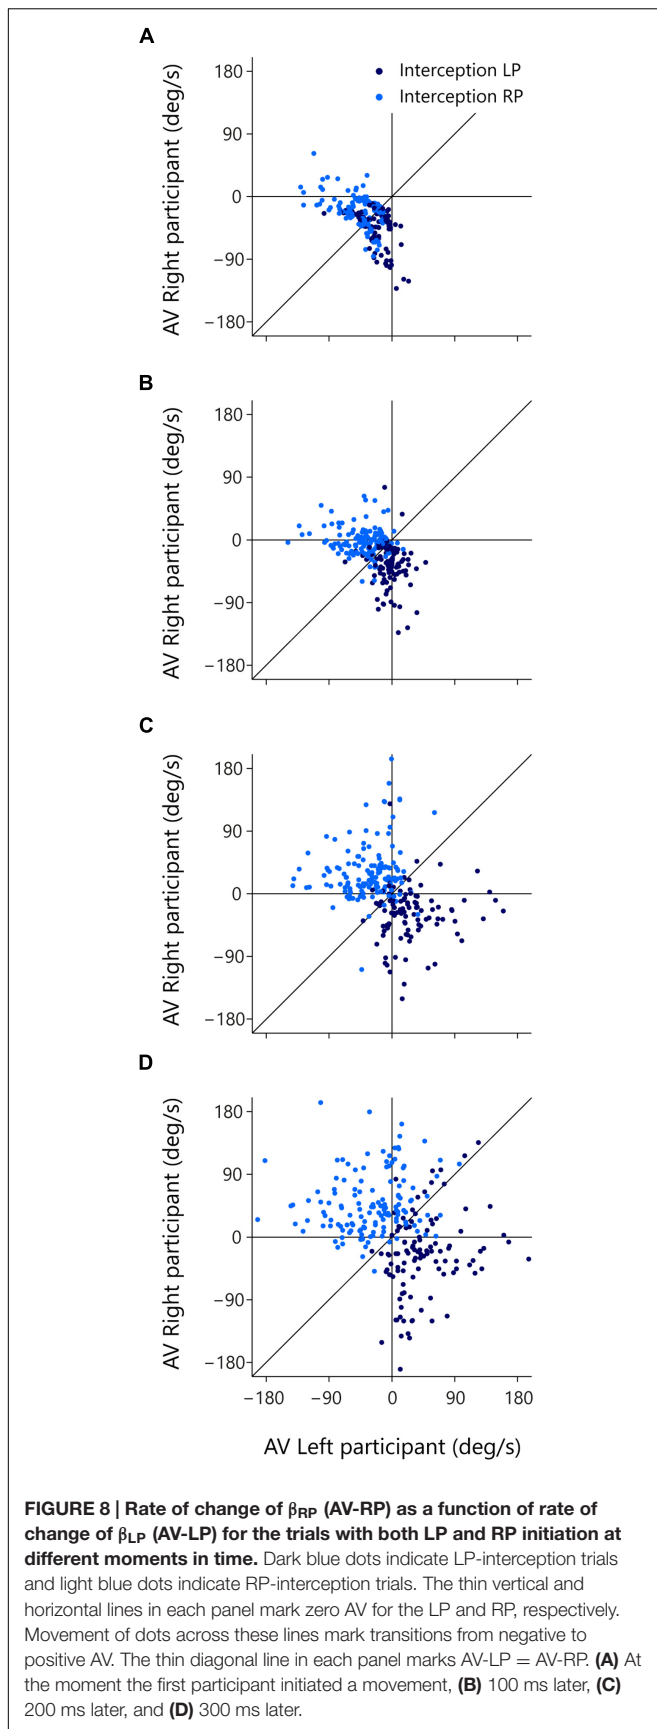 A
180
90
0
−90
−180
AV Right participant (deg/s)
Interception LP
Interception RP
B
180
90
0
−90
−180
AV Right participant (deg/s)
C
180
90
0
−90
−180
AV Right participant (deg/s)
D
180
90
0
−90
−180
AV Right participant (deg/s)
−180 −90 0 90 180
AV Left participant (deg/s)
FIGURE 8 | Rate of change of βRP (AV-RP) as a function of rate of
change of βLP (AV-LP) for the trials with both LP and RP initiation at
different moments in time. Dark blue dots indicate LP-interception trials
and light blue dots indicate RP-interception trials. The thin vertical and
horizontal lines in each panel mark zero AV for the LP and RP, respectively.
Movement of dots across these lines mark transitions from negative to
positive AV. The thin diagonal line in each panel marks AV-LP = AV-RP. (A) At
the moment the first participant initiated a movement, (B) 100 ms later, (C)
200 ms later, and (D) 300 ms later.